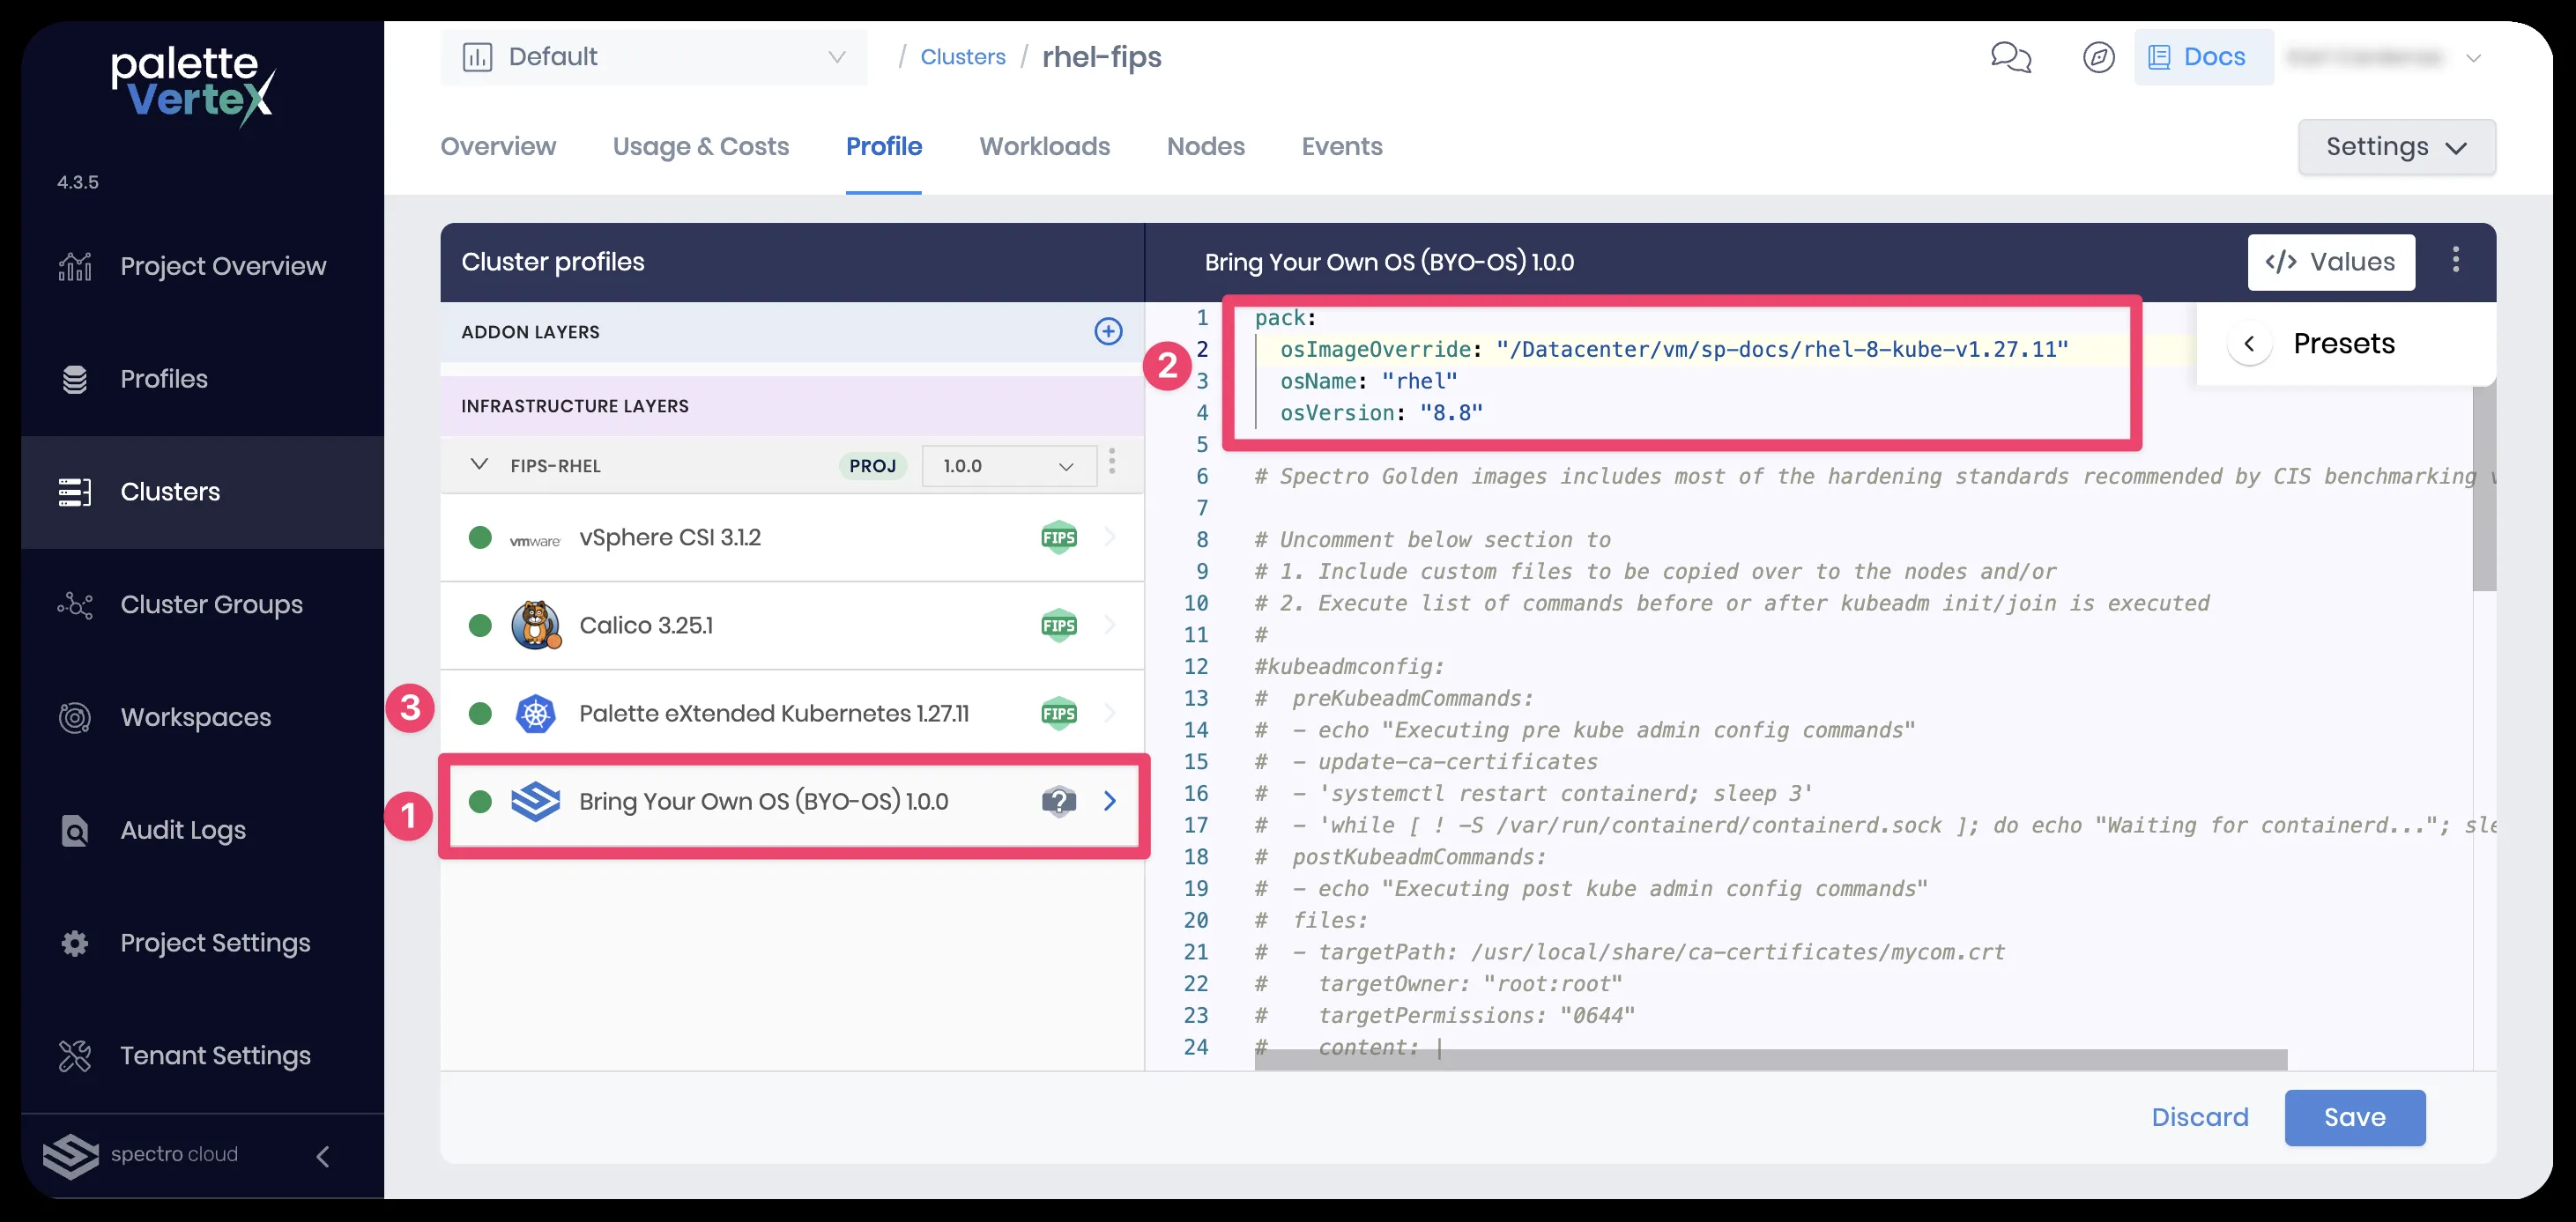 palette
VerteX
4.3.5
Project Overview
Profiles
Clusters
Cluster Groups
Workspaces
Audit Logs
Project Settings
Tenant Settings
spectro cloud
Default
/ Clusters / rhel-fips
Docs
Overview
Usage & Costs
Profile
Workloads
Nodes
Events
Settings
Cluster profiles
ADDON LAYERS
INFRASTRUCTURE LAYERS
FIPS-RHEL PROJ 1.0.0
vmware vSphere CSI 3.1.2 FIPS
Calico 3.25.1 FIPS
3 Palette eXtended Kubernetes 1.27.11 FIPS
1 Bring Your Own OS (BYO-OS) 1.0.0 ?
Bring Your Own OS (BYO-OS) 1.0.0
</> Values
Presets
2
1 pack:
2 osImageOverride: "/Datacenter/vm/sp-docs/rhel-8-kube-v1.27.11"
3 osName: "rhel"
4 osVersion: "8.8"
5
6 # Spectro Golden images includes most of the hardening standards recommended by CIS benchmarking
7
8 # Uncomment below section to
9 # 1. Include custom files to be copied over to the nodes and/or
10 # 2. Execute list of commands before or after kubeadm init/join is executed
11 #
12 #kubeadmconfig:
13 # preKubeadmCommands:
14 # - echo "Executing pre kube admin config commands"
15 # - update-ca-certificates
16 # - 'systemctl restart containerd; sleep 3'
17 # - 'while [ ! -S /var/run/containerd/containerd.sock ]; do echo "Waiting for containerd..."; sle
18 # postKubeadmCommands:
19 # - echo "Executing post kube admin config commands"
20 # files:
21 # - targetPath: /usr/local/share/ca-certificates/mycom.crt
22 # targetOwner: "root:root"
23 # targetPermissions: "0644"
24 # content: |
Discard
Save